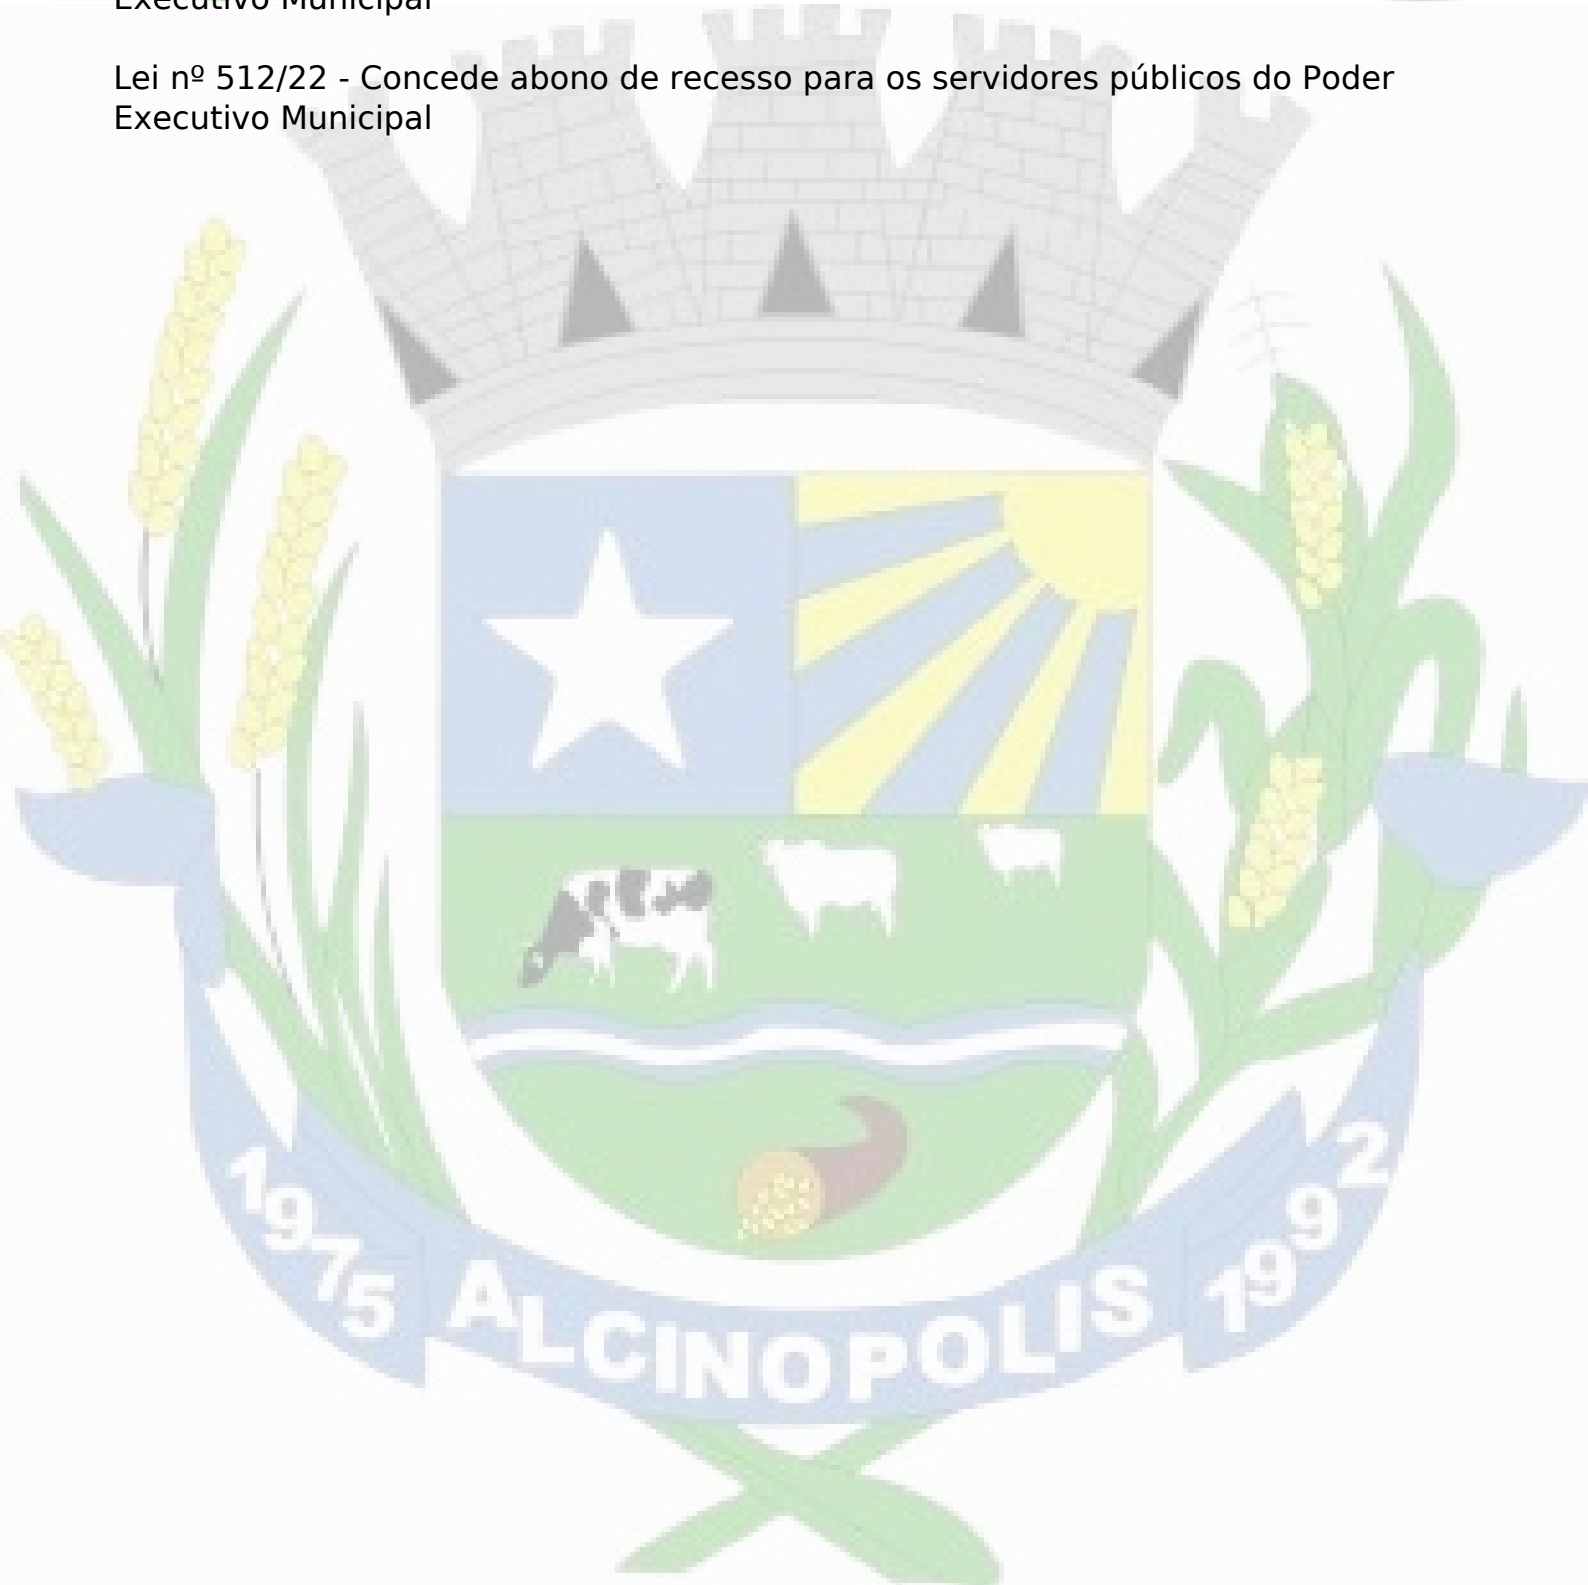 Executivo Municipal
Lei nº 512/22 - Concede abono de recesso para os servidores públicos do Poder
Executivo Municipal
1975
ALCINOPOLIS
1992